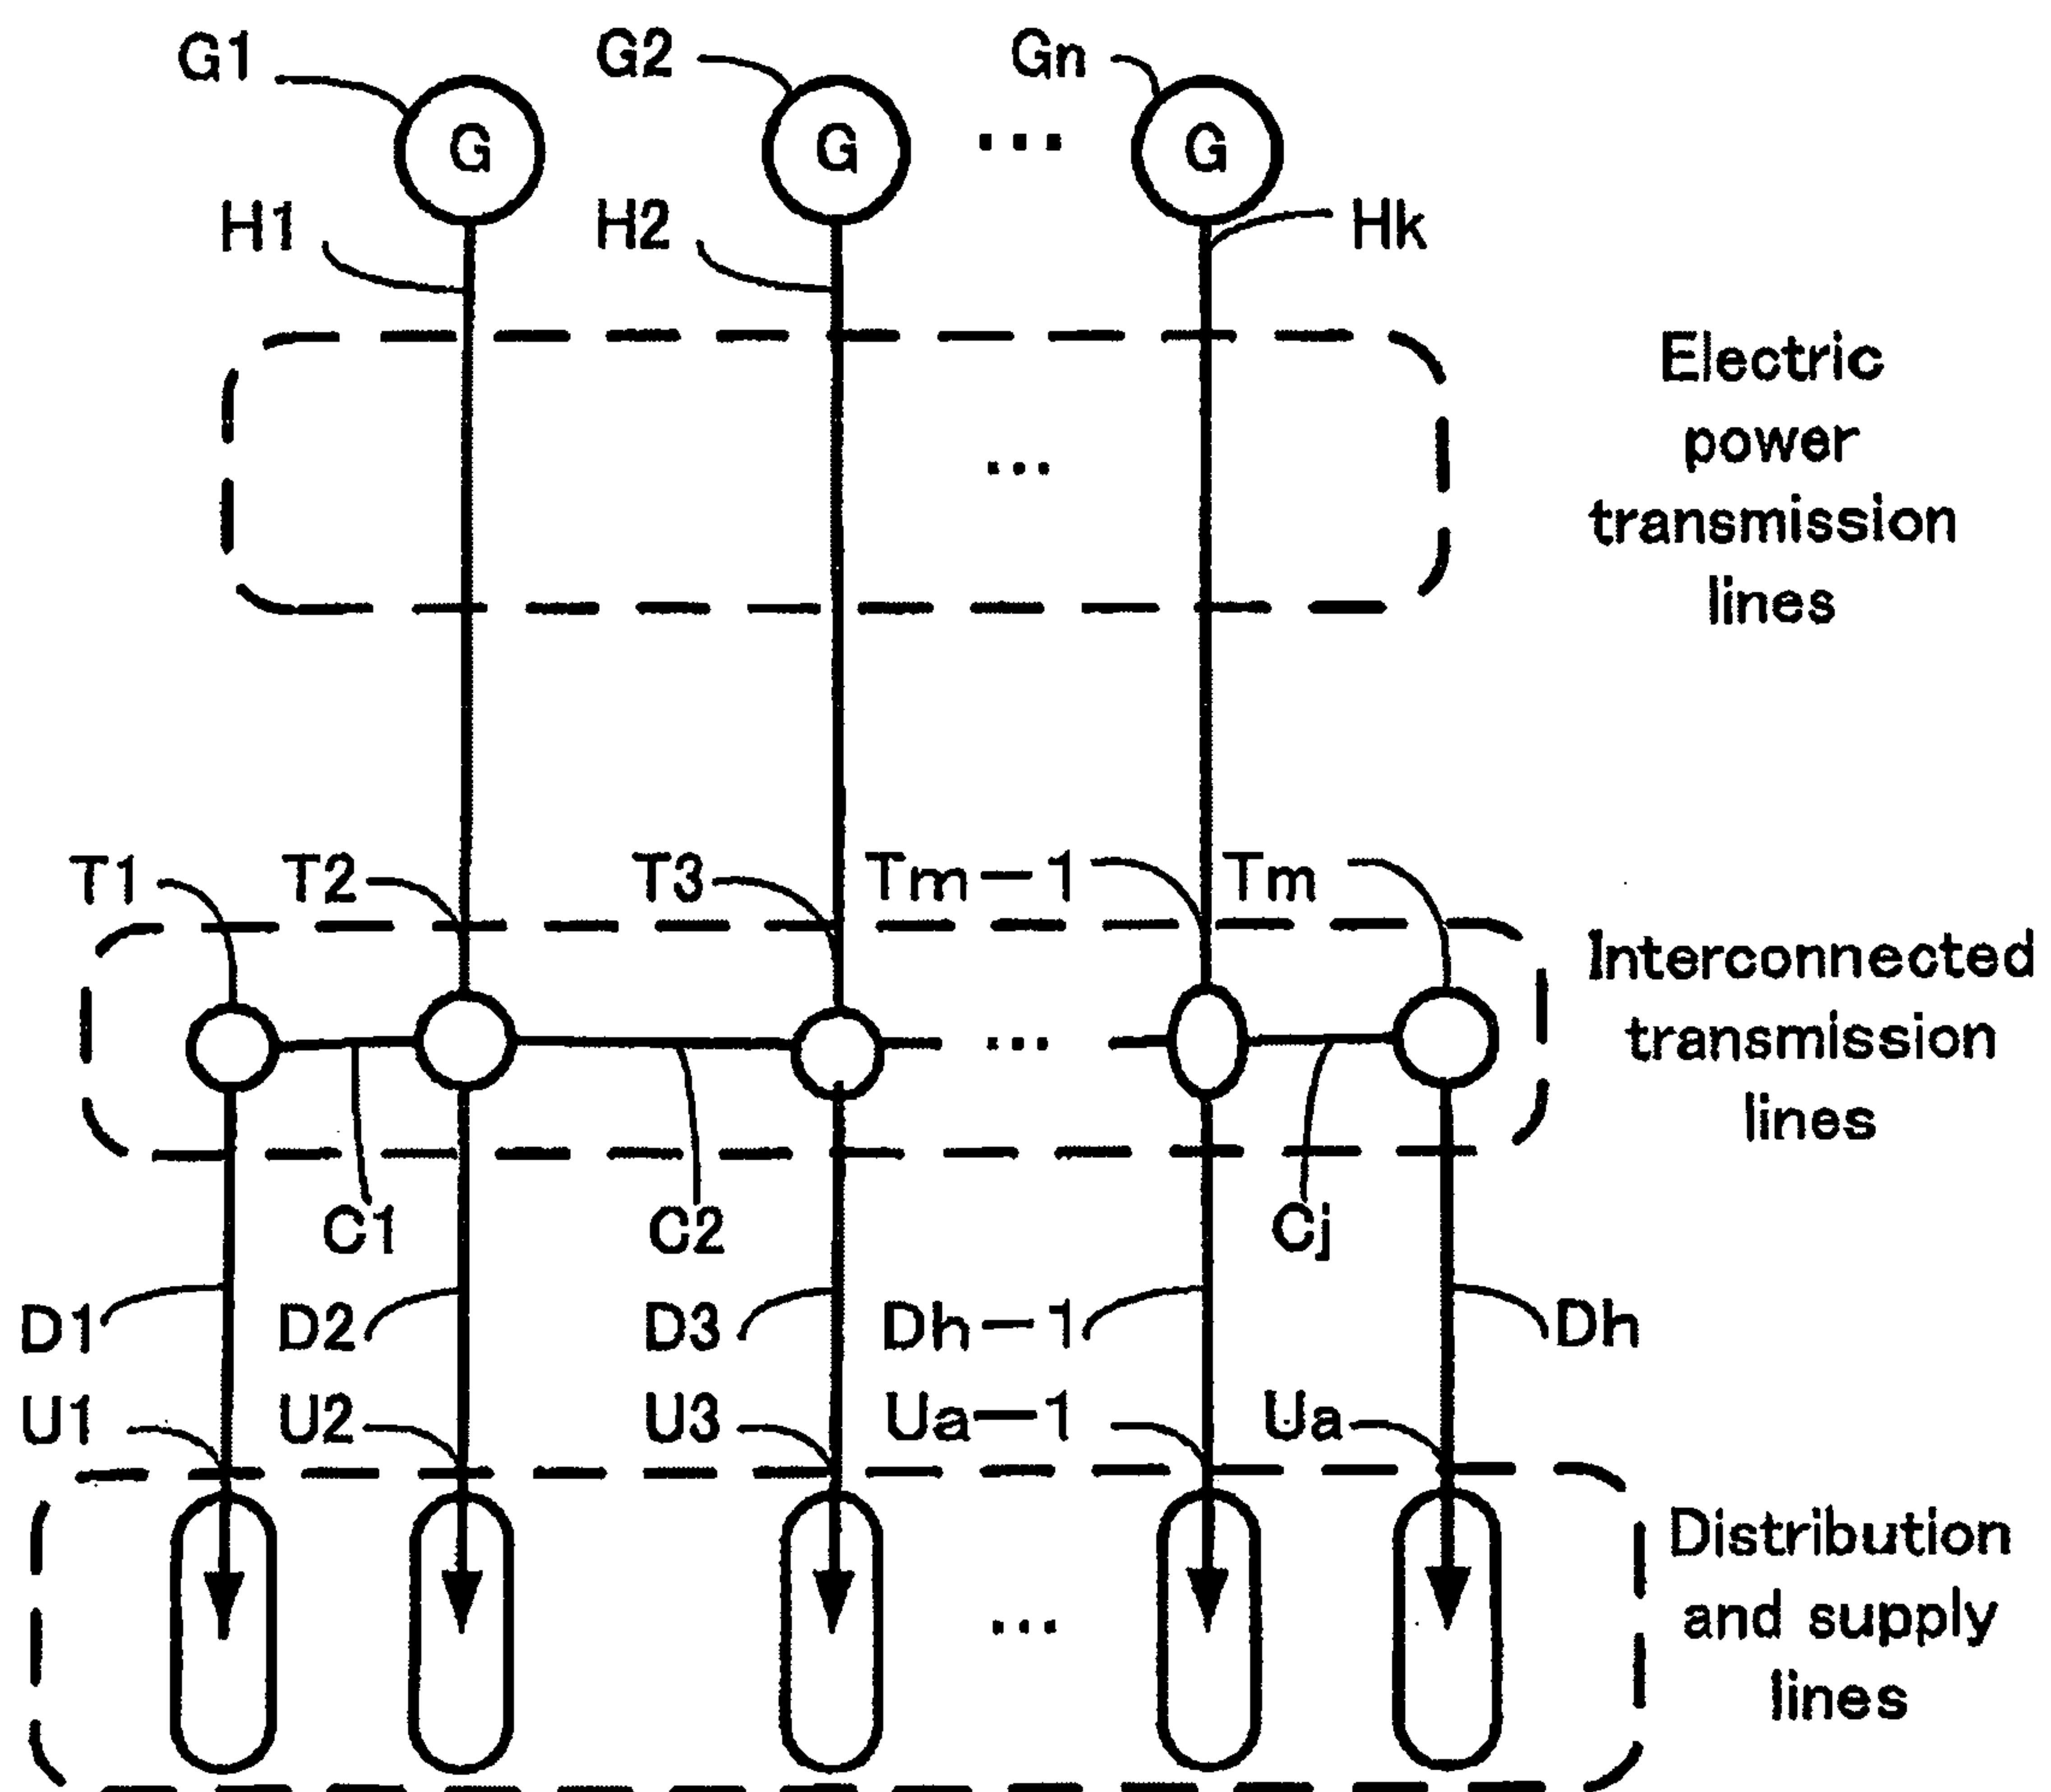 G1
G2
Gn
G
G
...
G
H1
H2
Hk
Electric
power
transmission
lines
...
T1
T2
T3
Tm−1
Tm
Interconnected
transmission
lines
...
C1
C2
Cj
D1
D2
D3
Dh−1
Dh
U1
U2
U3
Ua−1
Ua
Distribution
and supply
lines
...